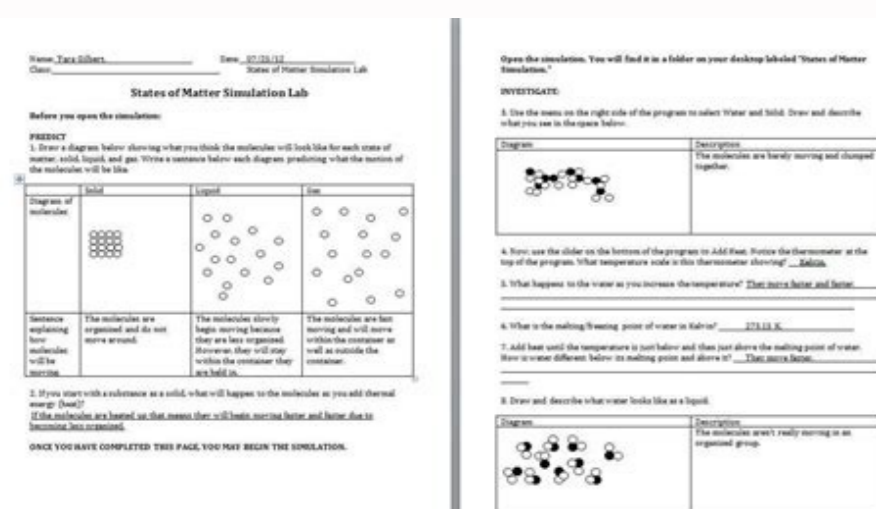 Name: Tara Gilbert Date: 07/25/12
Class: States of Matter Simulation Lab
States of Matter Simulation Lab
Before you open the simulation:
PREDICT
1. Draw a diagram below showing what you think the molecules will look like for each state of
matter, solid, liquid, and gas. Write a sentence below each diagram predicting what the motion of
the molecules will be like.
Solid Liquid Gas
Diagram of
molecules
Sentence
explaining
how
molecules
will be
moving
The molecules are
organized and do not
move around.
The molecules slowly
begin moving because
they are less organized.
However, they will stay
within the container they
are held in.
The molecules are fast
moving and will move
within the container as
well as outside the
container.
2. If you start with a substance as a solid, what will happen to the molecules as you add thermal
energy (heat)?
If the molecules are heated up that means they will begin moving faster and faster due to
becoming less organized.
ONCE YOU HAVE COMPLETED THIS PAGE, YOU MAY BEGIN THE SIMULATION.
Open the simulation. You will find it in a folder on your desktop labeled "States of Matter
Simulation."
INVESTIGATE:
3. Use the menu on the right side of the program to select Water and Solid. Draw and describe
what you see in the space below.
Diagram Description
The molecules are barely moving and clumped
together.
4. Now, use the slider on the bottom of the program to Add Heat. Notice the thermometer at the
top of the program. What temperature scale is this thermometer showing? Kelvin.
5. What happens to the water as you increase the temperature? They move faster and faster.
6. What is the melting/freezing point of water in Kelvin? 273.15 K.
7. Add heat until the temperature is just below and then just above the melting point of water.
How is water different below its melting point and above it? They move faster.
8. Draw and describe what water looks like as a liquid.
Diagram Description
The molecules aren't really moving in an
organized group.